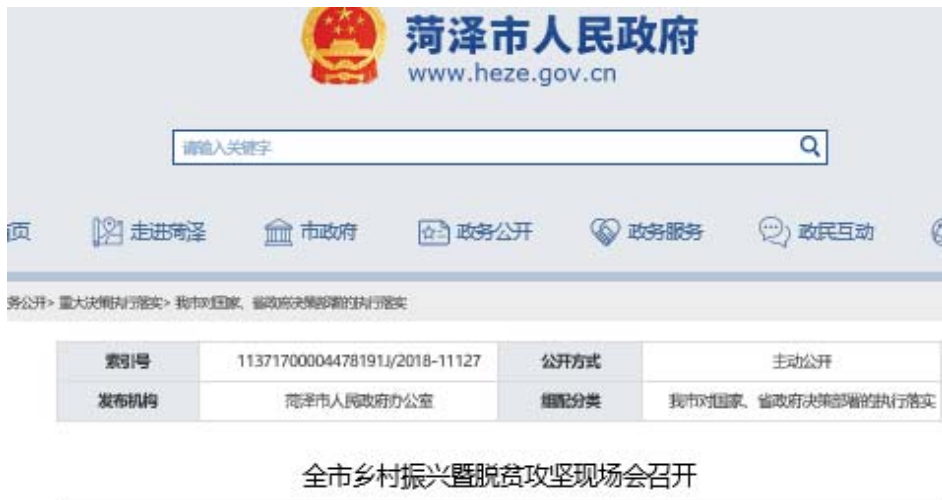 菏泽市人民政府
www.heze.gov.cn
请输入关键字
页 走进菏泽 市政府 政务公开 政务服务 政民互动
务公开> 重大决策执行落实> 我市对国家、省政府决策部署的执行落实
索引号 11371700004478191J/2018-11127 公开方式 主动公开
发布机构 菏泽市人民政府办公室 组配分类 我市对国家、省政府决策部署的执行落实
全市乡村振兴暨脱贫攻坚现场会召开